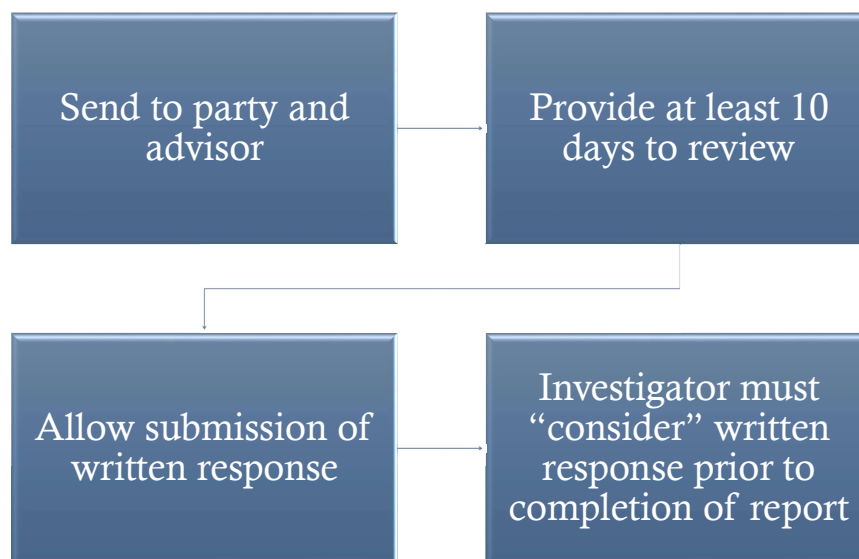 Send to party and
advisor
Provide at least 10
days to review
Allow submission of
written response
Investigator must
“consider” written
response prior to
completion of report